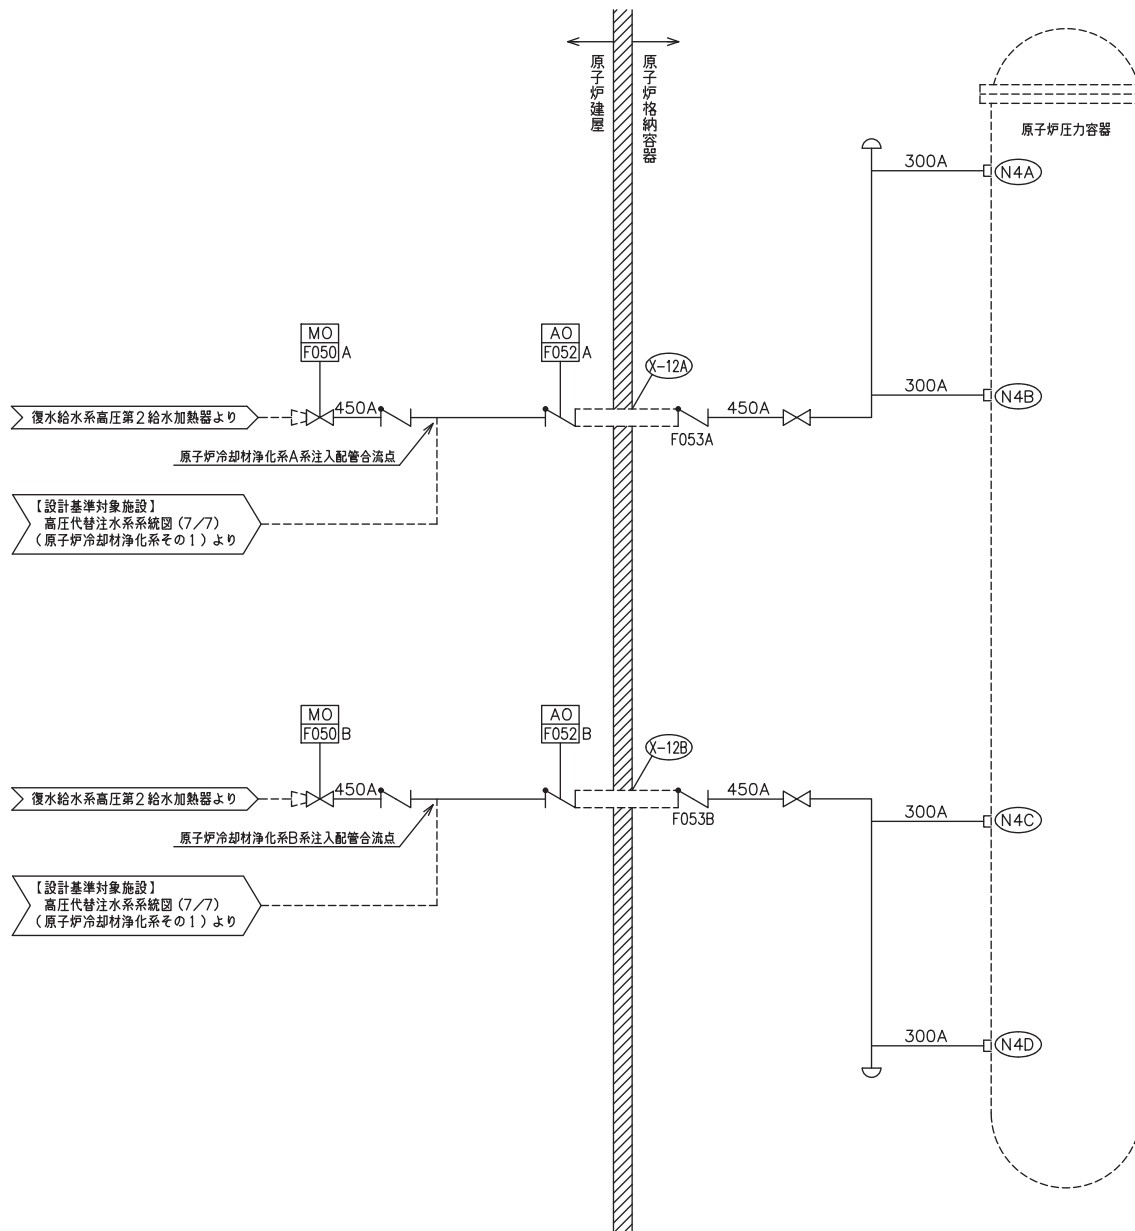 原子炉建屋
原子炉格納容器
原子炉圧力容器
300A
N4A
MO
F050 A
AO
F052 A
X-12A
300A
N4B
復水給水系高圧第2給水加熱器より
450A
450A
F053A
原子炉冷却材浄化系A系注入配管合流点
【設計基準対象施設】
高圧代替注水系系統図(7/7)
(原子炉冷却材浄化系その1)より
MO
F050 B
AO
F052 B
X-12B
復水給水系高圧第2給水加熱器より
450A
450A
F053B
300A
N4C
原子炉冷却材浄化系B系注入配管合流点
【設計基準対象施設】
高圧代替注水系系統図(7/7)
(原子炉冷却材浄化系その1)より
300A
N4D